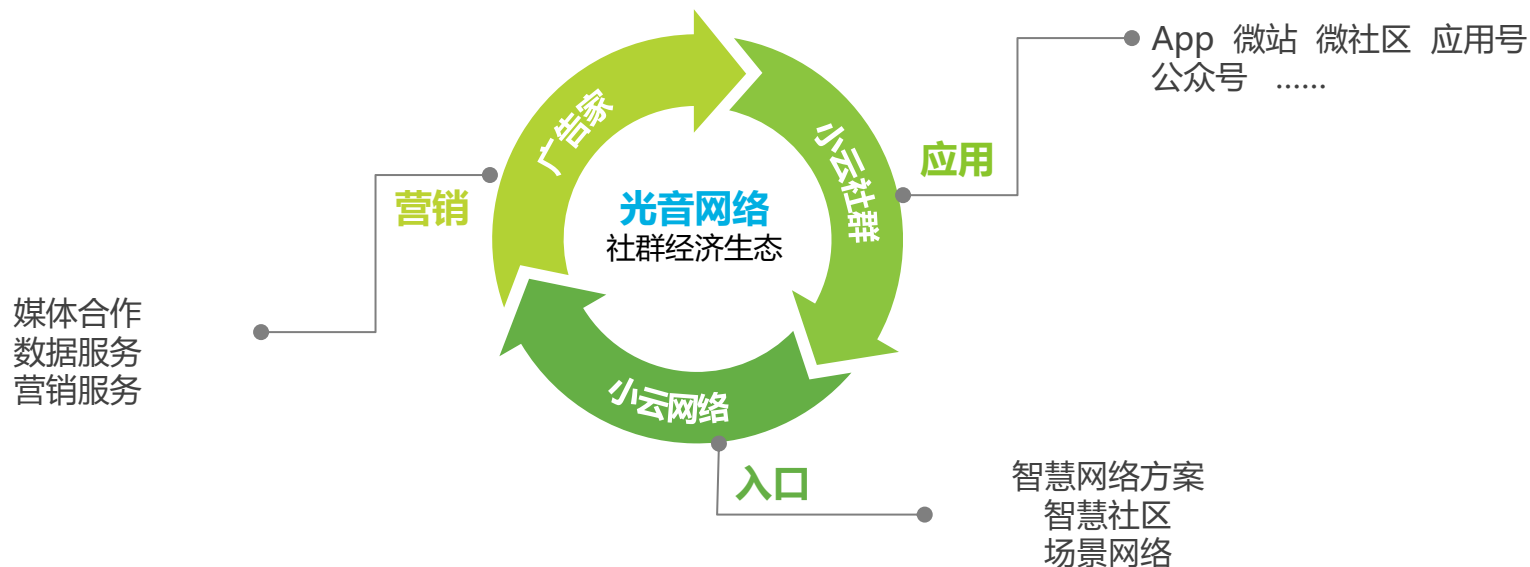 App 微站 微社区 应用号
公众号 ……
广告家
小云社群
应用
营销
光音网络
社群经济生态
媒体合作
数据服务
营销服务
小云网络
入口
智慧网络方案
智慧社区
场景网络